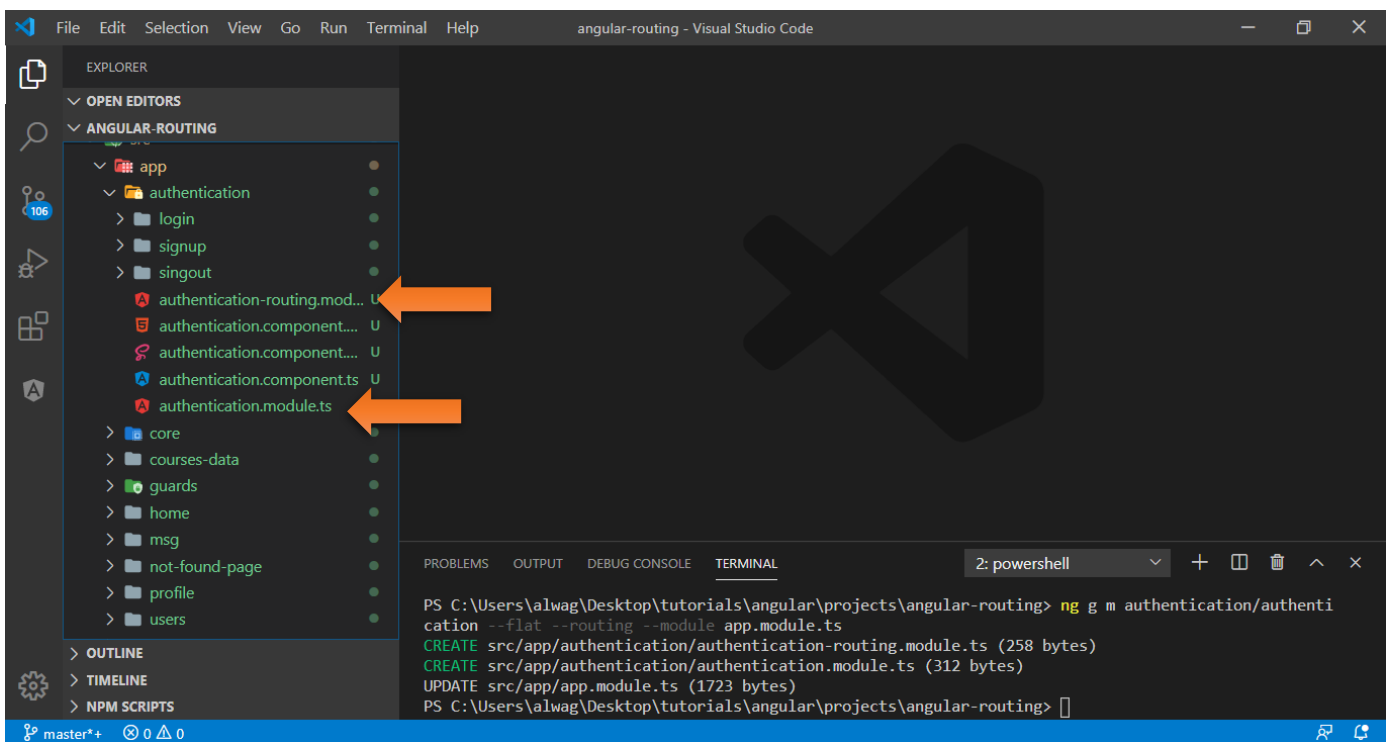 File Edit Selection View Go Run Terminal Help angular-routing - Visual Studio Code
EXPLORER
OPEN EDITORS
ANGULAR-ROUTING
app
authentication
login
signup
singout
authentication-routing.mod... U
authentication.component.... U
authentication.component.... U
authentication.component.ts U
authentication.module.ts
core
courses-data
guards
home
msg
not-found-page
profile
users
OUTLINE
TIMELINE
NPM SCRIPTS
106
PROBLEMS OUTPUT DEBUG CONSOLE TERMINAL 2: powershell
PS C:\Users\alwag\Desktop\tutorials\angular\projects\angular-routing> ng g m authentication/authenti
cation --flat --routing --module app.module.ts
CREATE src/app/authentication/authentication-routing.module.ts (258 bytes)
CREATE src/app/authentication/authentication.module.ts (312 bytes)
UPDATE src/app/app.module.ts (1723 bytes)
PS C:\Users\alwag\Desktop\tutorials\angular\projects\angular-routing>
master*+ 0 0